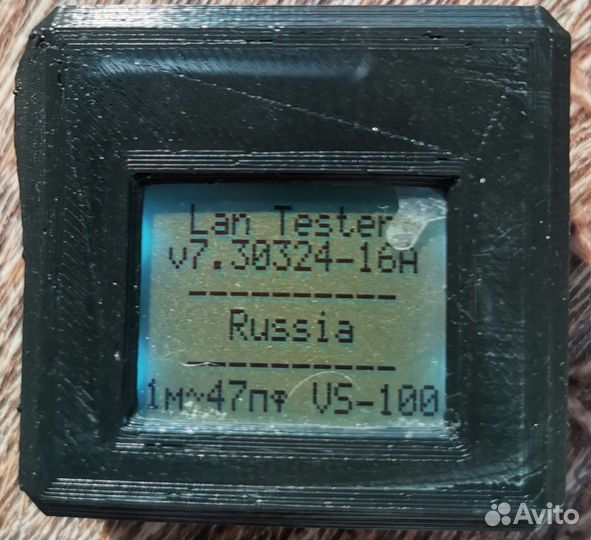 Lan Tester
v7.30324-16A
----------
Russia
----------
1м~47пф VS-100
Avito